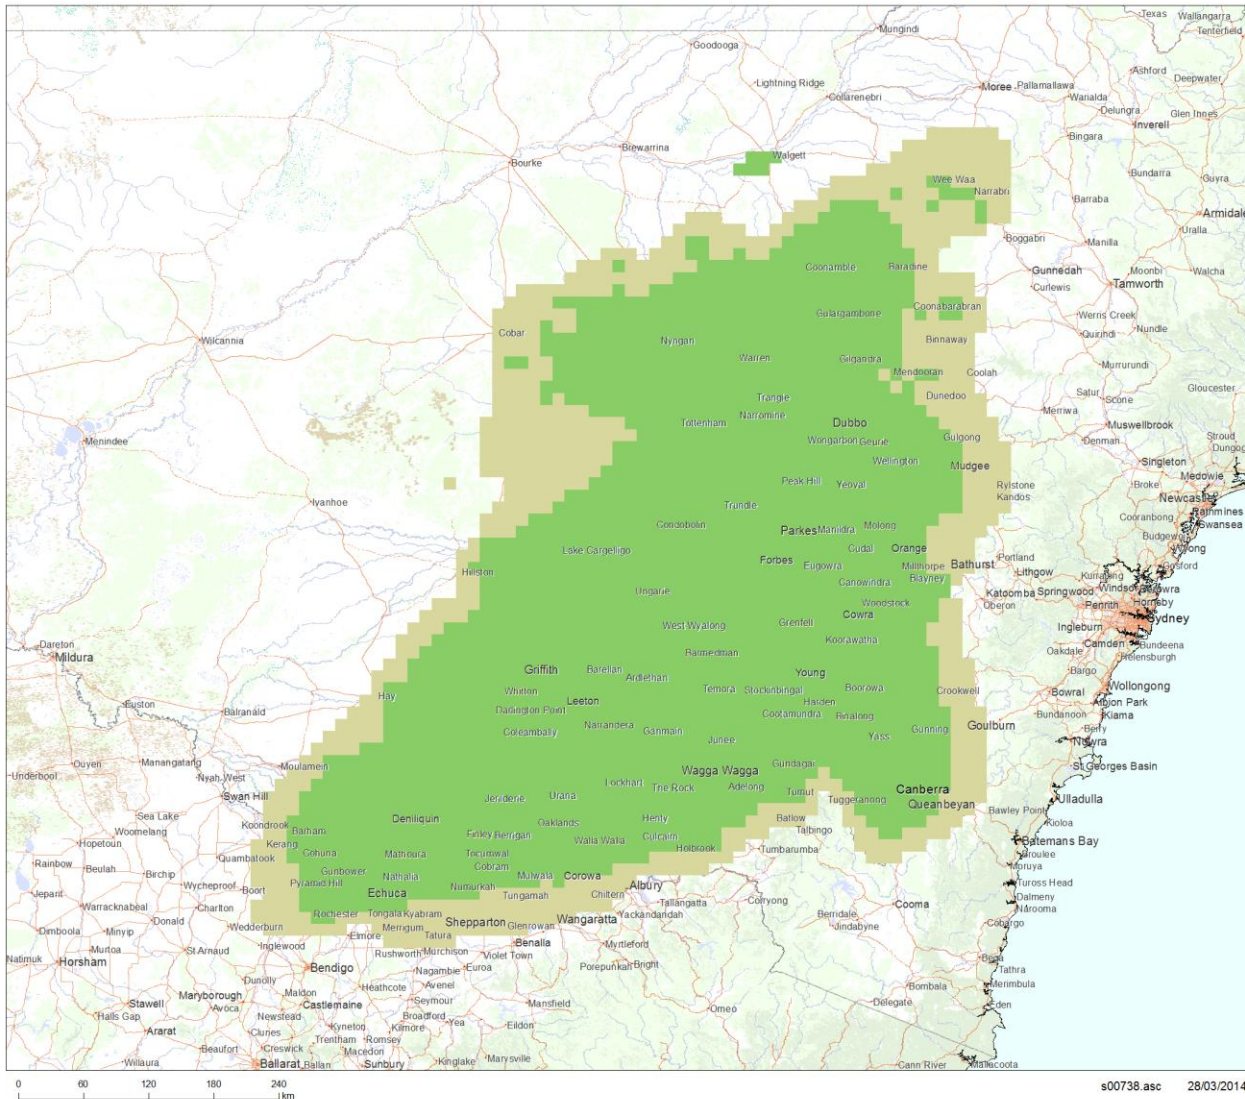 Texas Wallangarra
Mungindi Tenterfield
Goodooga
Ashford
Lightning Ridge Deepwater
Moree Pallamallawa
Collarenebri Warialda
Delungra Glen Innes
Inverell
Bingara
Brewarrina
Walgett
Bourke
Bundarra Guyra
Wee Waa
Narrabri
Barraba
Armidale
Uralla
Boggabri Manilla
Coonamble Baradine Gunnedah Moonbi Walcha
Curlewis Tamworth
Coonabarabran
Gulargambone Werris Creek
Nundle
Cobar Quirindi
Wilcannia Nyngan Binnaway
Warren Gilgandra
Murrurundi
Mendooran Coolah
Gloucester
Trangie Dunedoo Satur
Scone
Narromine Merriwa
Tottenham Dubbo Muswellbrook
Menindee Wongarbon Geurie Gulgong Denman Stroud
Dungog
Wellington Mudgee Singleton
Peak Hill Yeoval Rylstone Broke Medowie
Ivanhoe Trundle Kandos Newcastle
Rathmines
Condobolin Parkes Manildra Molong Cooranbong Swansea
Budgewoi
Lake Cargelligo Cudal Orange Wyong
Forbes Eugowra Millthorpe Bathurst Portland
Lithgow Gosford
Hillston Canowindra Blayney Kurrajong
Ungarie Woodstock Katoomba Springwood Windsor
Oberon Penrith Hornsby
Grenfell Cowra Sydney
West Wyalong Ingleburn
Dareton Koorawatha Camden Bundeena
Mildura Barmedman Oakdale Helensburgh
Griffith Barellan Young Bargo
Ardlethan
Hay Whitton Temora Stockinbingal Boorowa Crookwell Bowral Wollongong
Euston Leeton Harden Albion Park
Balranald Darlington Point Cootamundra Binalong Bundanoon Kiama
Narrandera Goulburn Berry
Coleambally Ganmain Junee Yass Gunning Nowra
Ouyen Manangatang Moulamein Gundagai St Georges Basin
Underbool Nyah West Wagga Wagga
Lockhart The Rock Adelong Tumut Canberra
Swan Hill Jerilderie Urana Tuggeranong Queanbeyan Ulladulla
Sea Lake Deniliquin Henty Batlow Bawley Point
Woomelang Koondrook Barham Oaklands Talbingo Kioloa
Hopetoun Kerang Finley Berrigan Walla Walla Culcairn Batemans Bay
Quambatook Cohuna Mathoura Tocumwal Holbrook Tumbarumba Broulee
Rainbow Beulah Birchip Gunbower Nathalia Cobram Moruya
Jeparit Wycheproof Boort Pyramid Hill Echuca Numurkah Mulwala Corowa Albury Tuross Head
Warracknabeal Charlton Tungamah Chiltern Tallangatta Corryong Cooma Dalmeny
Donald Rochester Tongala Kyabram Yackandandah Berridale Narooma
Dimboola Minyip Wedderburn Merrigum Shepparton Glenrowan Wangaratta Jindabyne Cobargo
Murtoa St Arnaud Inglewood Elmore Tatura Benalla Myrtleford
Natimuk Horsham Rushworth Murchison Violet Town Porepunkah Bright Bega
Bendigo Nagambie Euroa Tathra
Dunolly Heathcote Avenel Bombala Merimbula
Stawell Maryborough Maldon Castlemaine Seymour Mansfield Delegate Eden
Halls Gap Avoca Newstead Broadford Omeo
Ararat Clunes Kyneton Kilmore Yea Eildon
Beaufort Creswick Trentham Romsey
Macedon
Willaura Ballarat Ballan Sunbury Kinglake Marysville Cann River Mallacoota
0 60 120 180 240 km
s00738.asc 28/03/2014